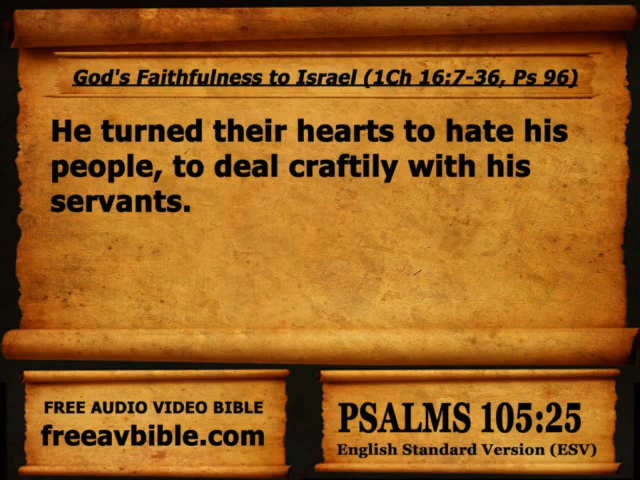 God's Faithfulness to Israel (1Ch 16:7-36, Ps 96)
He turned their hearts to hate his
people, to deal craftily with his
servants.
FREE AUDIO VIDEO BIBLE
freeavbible.com
PSALMS 105:25
English Standard Version (ESV)